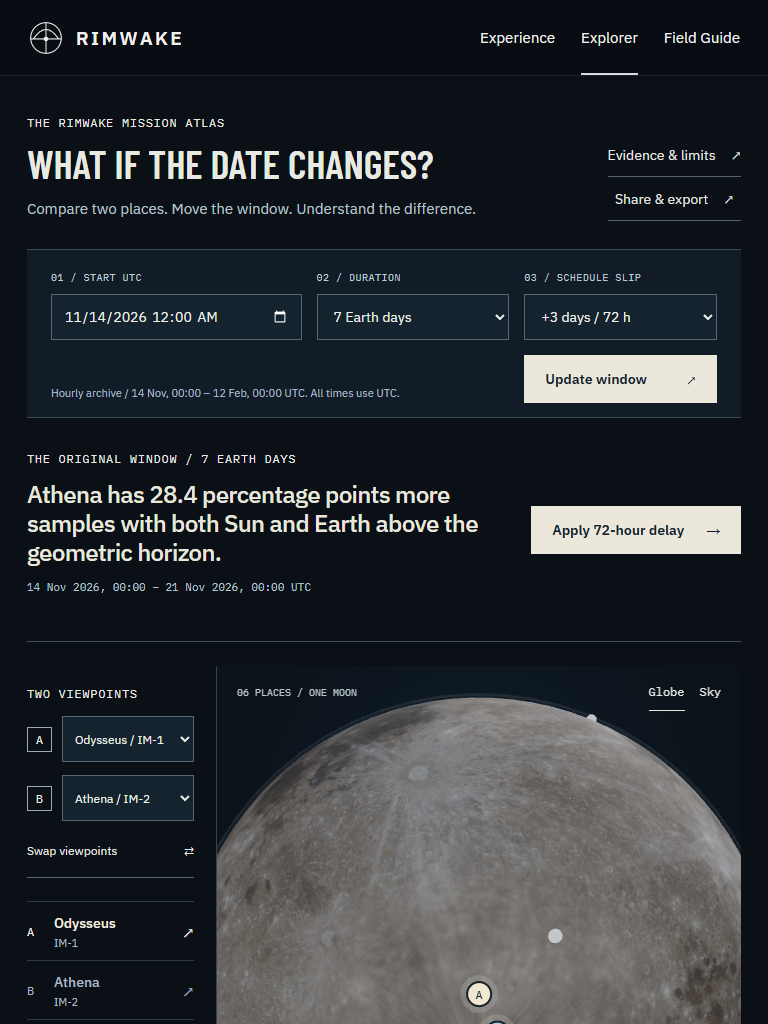 RIMWAKE
Experience Explorer Field Guide
THE RIMWAKE MISSION ATLAS
WHAT IF THE DATE CHANGES?
Compare two places. Move the window. Understand the difference.
Evidence & limits ↗
Share & export ↗
01 / START UTC
11/14/2026 12:00 AM
02 / DURATION
7 Earth days
03 / SCHEDULE SLIP
+3 days / 72 h
Hourly archive / 14 Nov, 00:00 – 12 Feb, 00:00 UTC. All times use UTC.
Update window ↗
THE ORIGINAL WINDOW / 7 EARTH DAYS
Athena has 28.4 percentage points more
samples with both Sun and Earth above the
geometric horizon.
14 Nov 2026, 00:00 – 21 Nov 2026, 00:00 UTC
Apply 72-hour delay →
TWO VIEWPOINTS
A Odysseus / IM-1
B Athena / IM-2
Swap viewpoints ⇄
A Odysseus ↗
IM-1
B Athena ↗
IM-2
06 PLACES / ONE MOON
Globe Sky
A